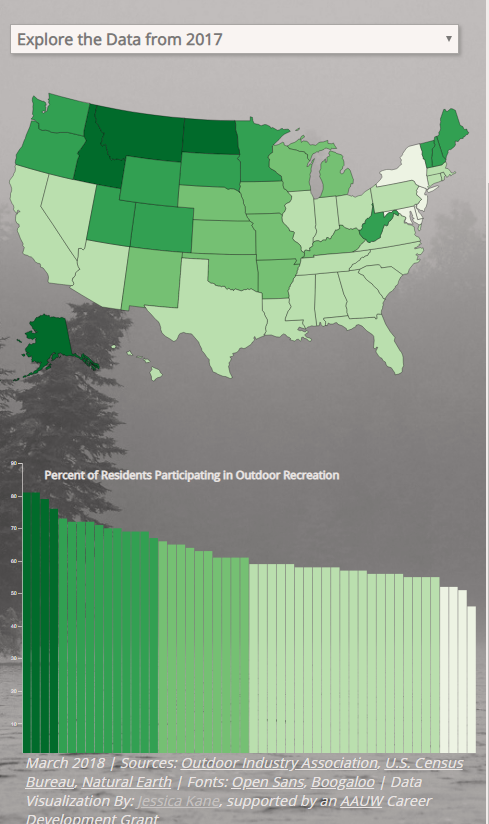 Explore the Data from 2017
90
Percent of Residents Participating in Outdoor Recreation
80
70
60
50
40
30
20
10
March 2018 | Sources: Outdoor Industry Association, U.S. Census
Bureau, Natural Earth | Fonts: Open Sans, Boogaloo | Data
Visualization By: Jessica Kane, supported by an AAUW Career
Development Grant